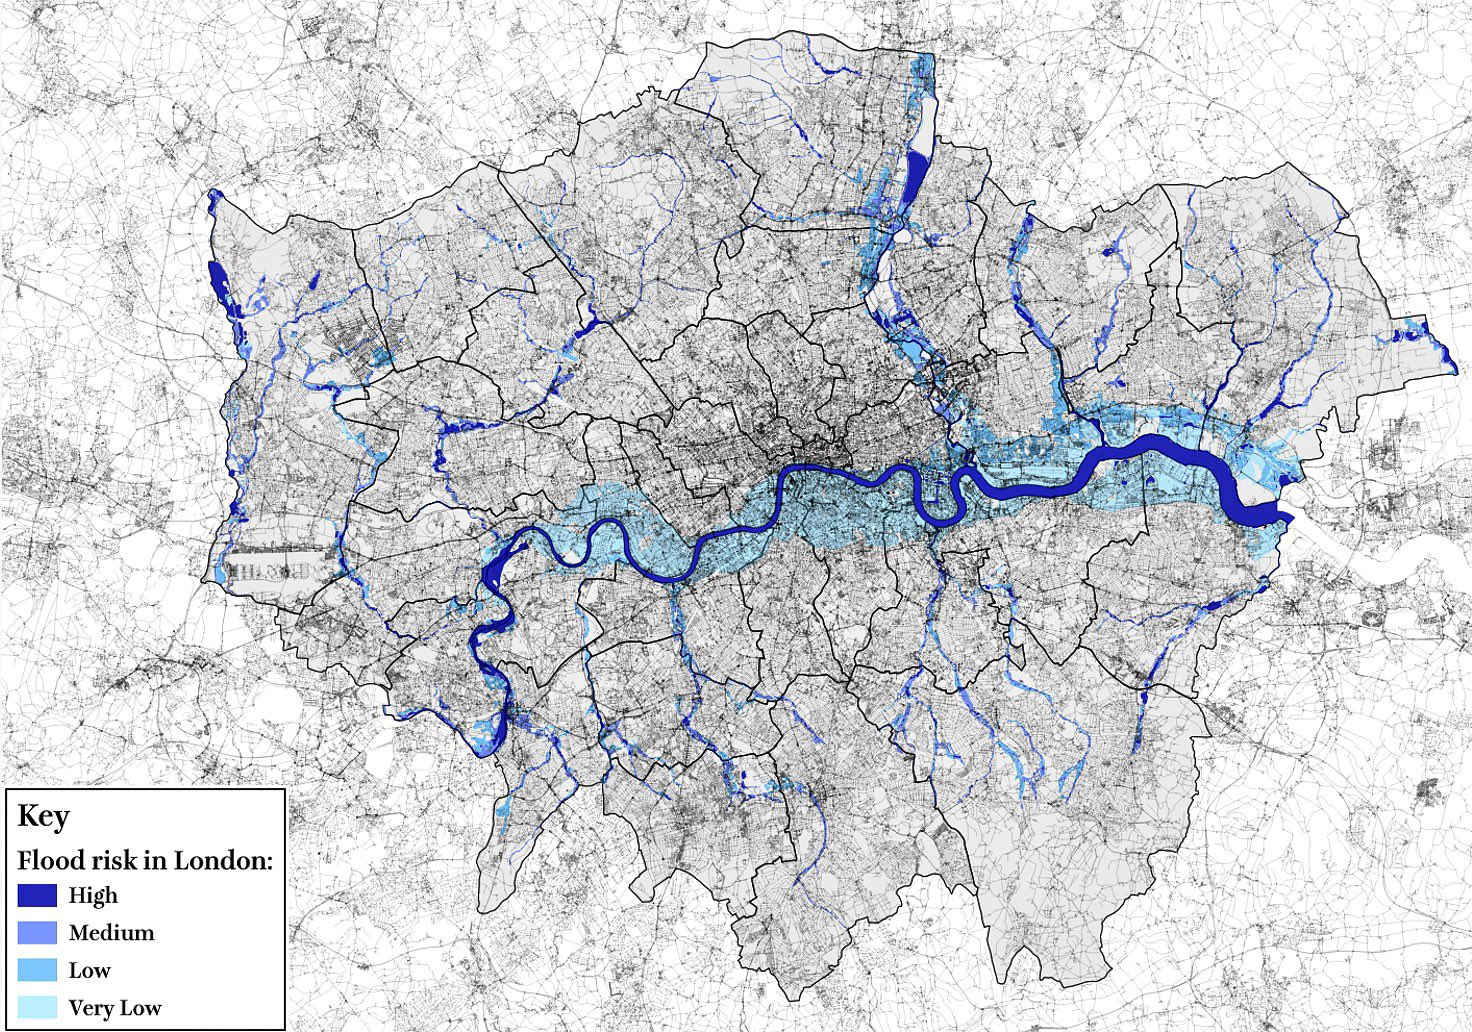 Key
Flood risk in London:
High
Medium
Low
Very Low